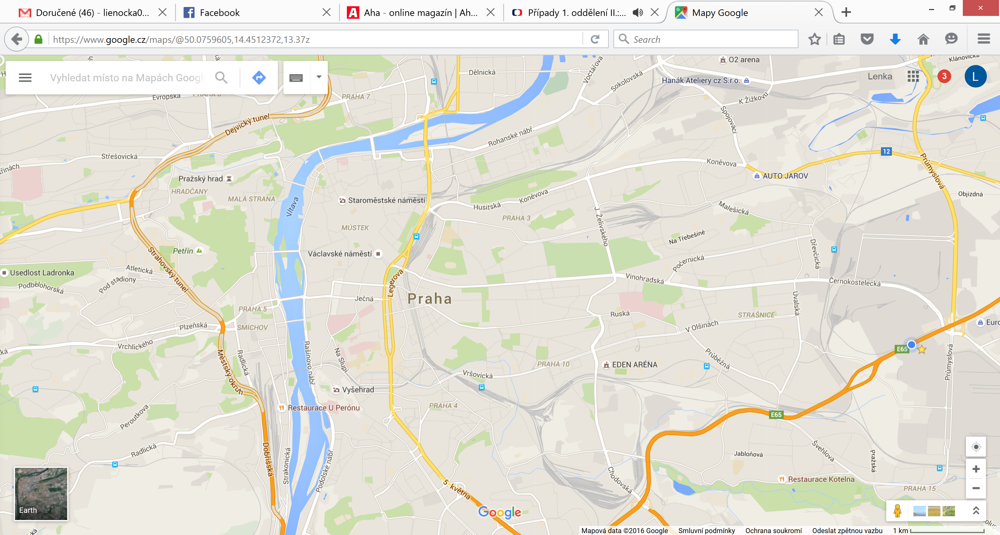 Doručené (46) - lienocka0...
Facebook
Aha - online magazín | Ah...
Případy 1. oddělení II.:...
Mapy Google
https://www.google.cz/maps/@50.0759605,14.4512372,13.37z
Search
Vyhledat místo na Mapách Googl
Lenka
3
L
O2 arena
Klánovická
Dělnická
Voctářova
Sokolovská
Hanák Ateliery cz S.r.o.
Evropská
PRAHA 6
PRAHA 7
K Žižkovu
Spojovací
Dejvický tunel
Rohanské nábř.
Střešovická
12
Koněvova
Průmyslová
AUTO JAROV
Pražský hrad
HRADČANY
MALÁ STRANA
Vltava
Staroměstské náměstí
Husitská
Koněvova
Objízdná
Malešická
J. Želivského
PRAHA 3
MŮSTEK
Na Třebešíně
Petřín
Strahovský tunel
Václavské náměstí
Počernická
Dřevčická
Usedlost Ladronka
Atletická
Pod stadiony
Podbělohorská
Legerova
Vinohradská
Černokostelecká
Ječná
Praha
Úvalská
PRAHA 5
Ruská
STRAŠNICE
Plzeňská
SMÍCHOV
V Olšinách
Euro
Vrchlického
ská
Rašínovo nábř.
Na Slupi
Radlická
Městský okruh
E65
Průběžná
Průmyslová
PRAHA 10
EDEN ARÉNA
Vršovická
Vyšehrad
Restaurace U Perónu
PRAHA 4
Peroutkova
E65
Radlická
Dobříšská
Strakonická
Podolské nábř.
Jabloňová
Švehlova
Pražská
Chodovská
Restaurace Kotelna
PRAHA 15
5. května
Earth
Google
Mapová data ©2016 Google
Smluvní podmínky
Ochrana soukromí
Odeslat zpětnou vazbu
1 km